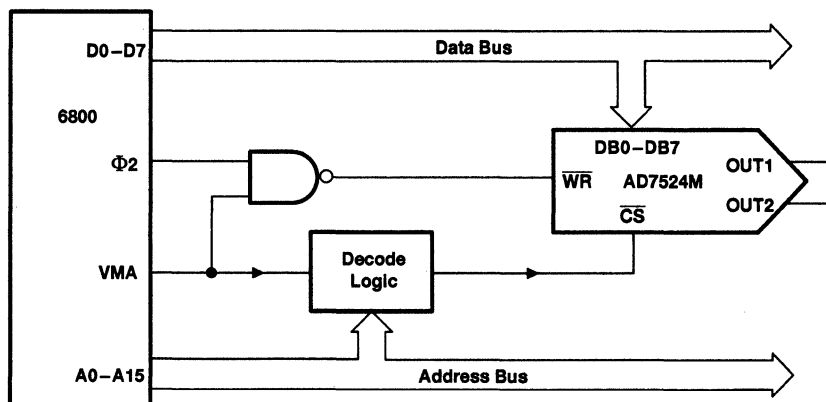 D0–D7
Data Bus
6800
DB0–DB7
Φ2
OUT1
WR AD7524M
OUT2
CS
Decode
Logic
VMA
A0–A15
Address Bus